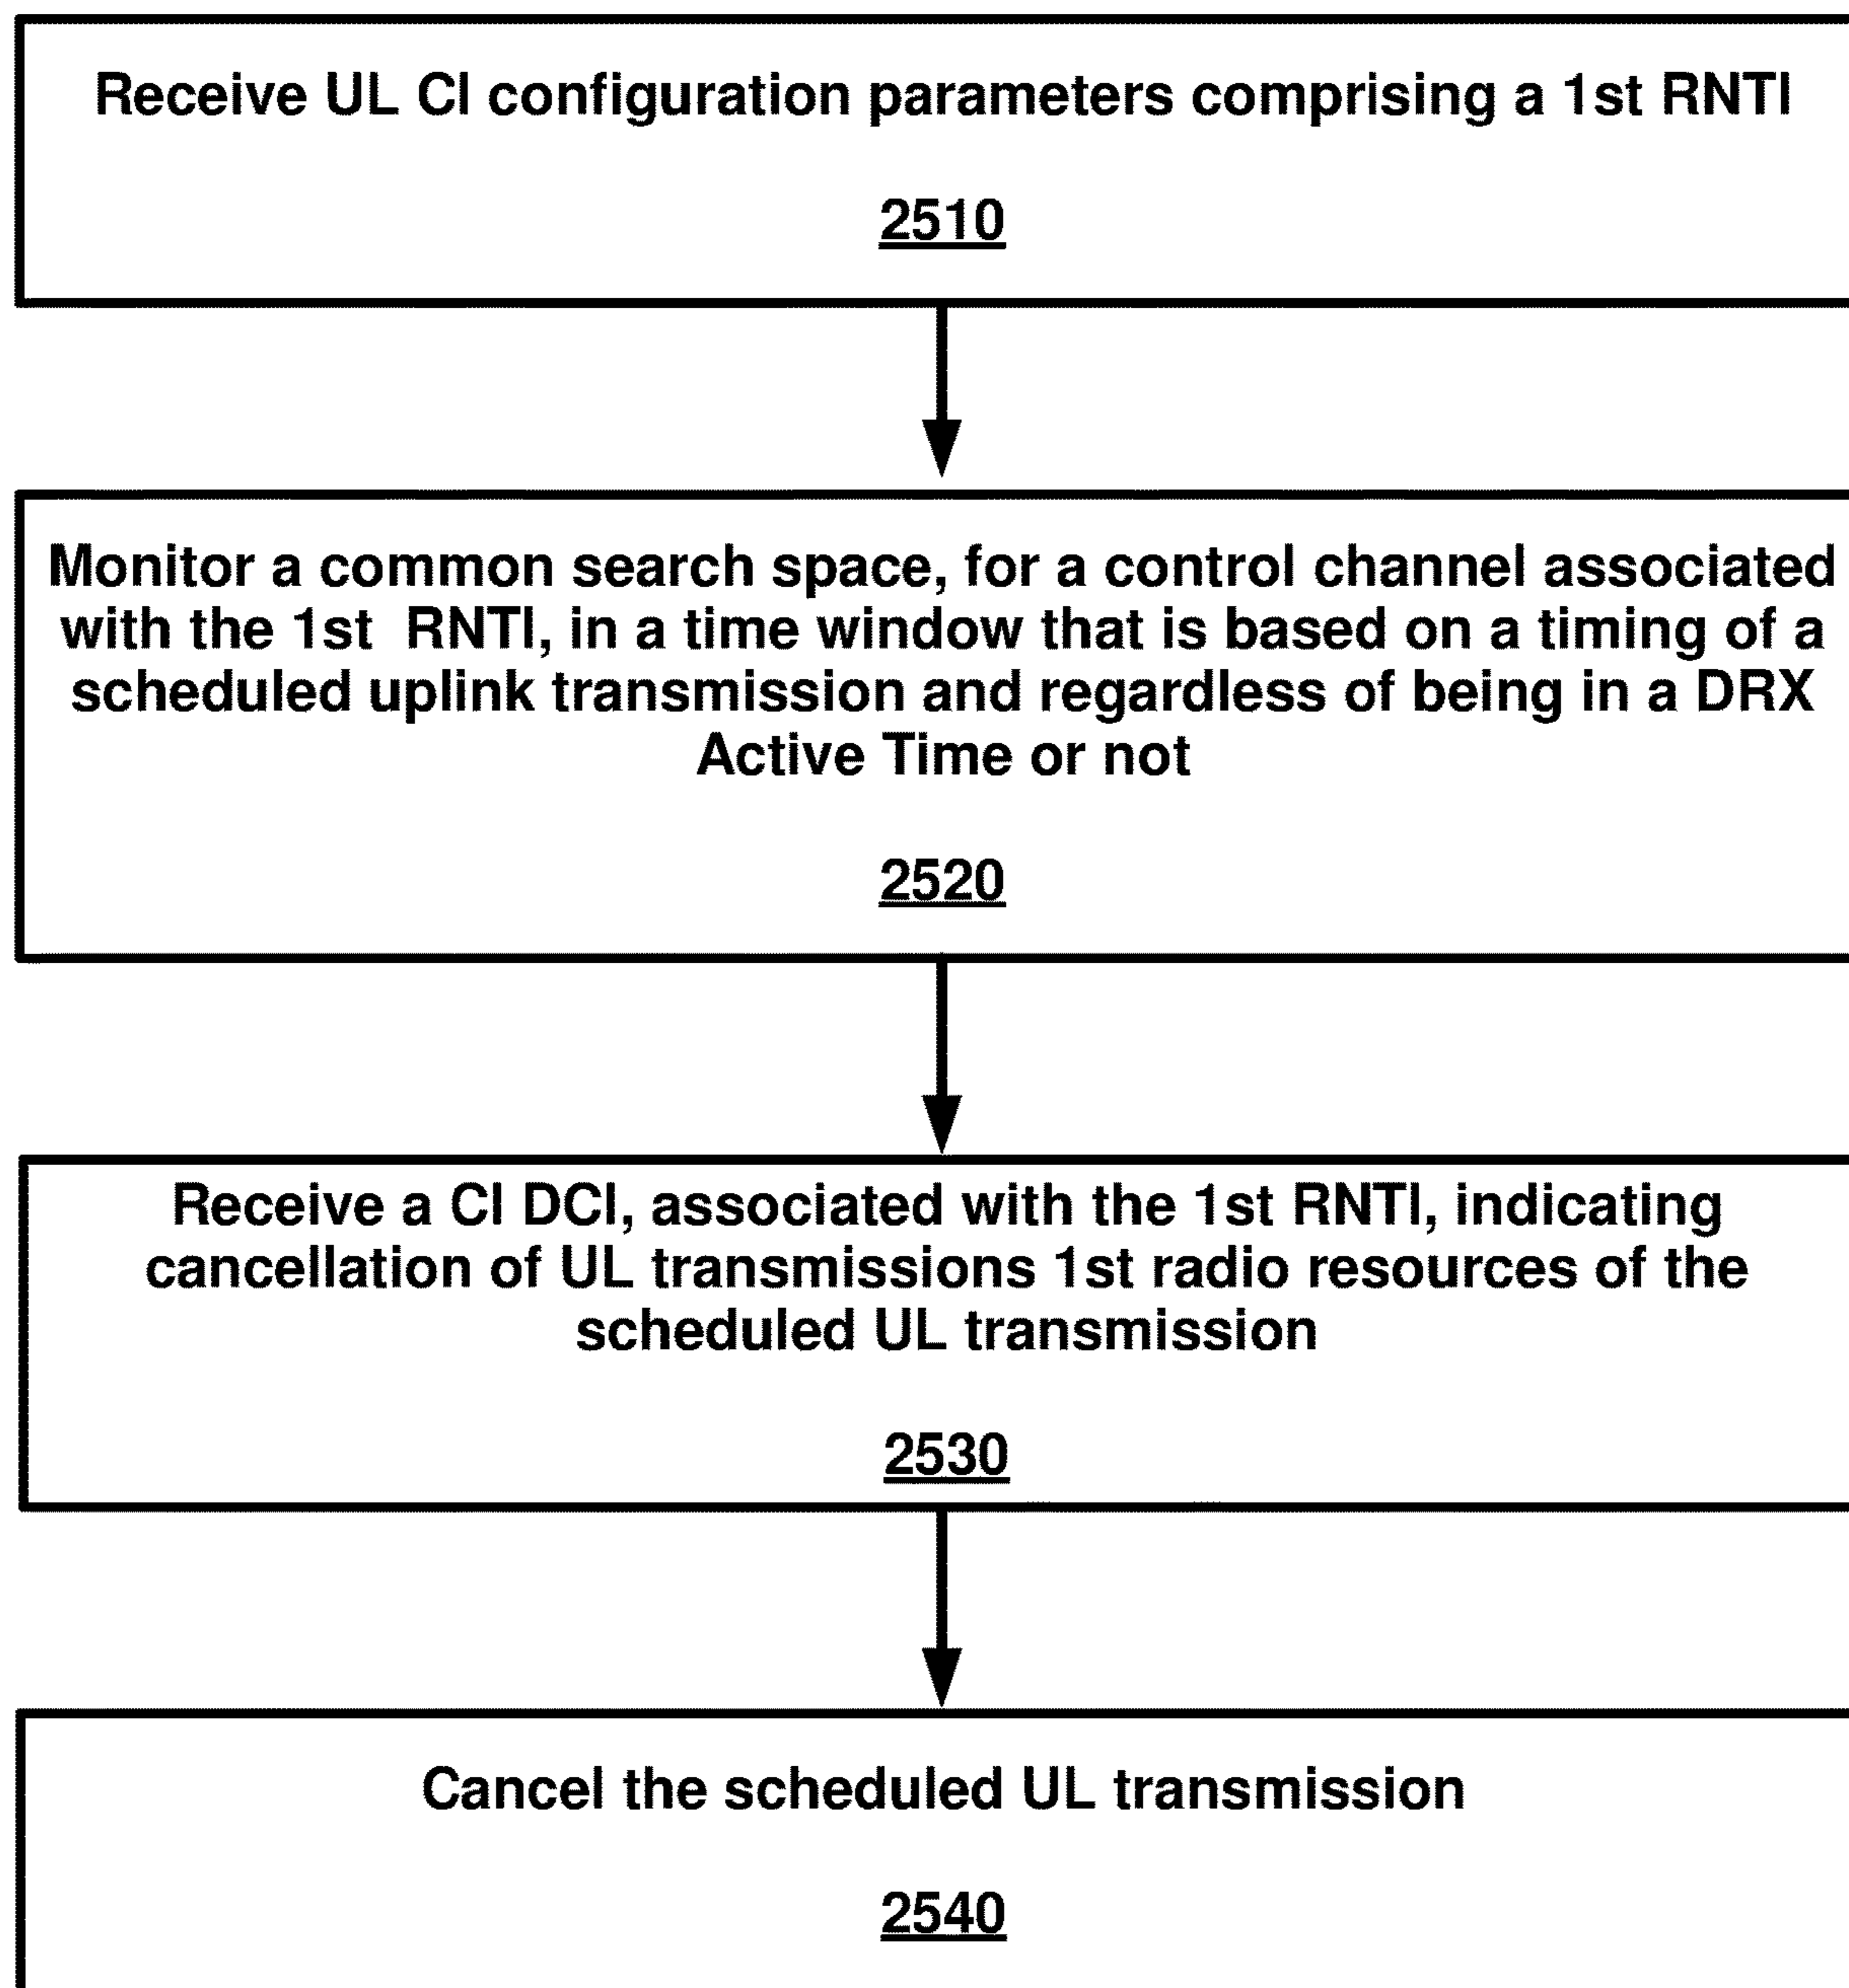 Receive UL CI configuration parameters comprising a 1st RNTI
2510
Monitor a common search space, for a control channel associated
with the 1st RNTI, in a time window that is based on a timing of a
scheduled uplink transmission and regardless of being in a DRX
Active Time or not
2520
Receive a CI DCI, associated with the 1st RNTI, indicating
cancellation of UL transmissions 1st radio resources of the
scheduled UL transmission
2530
Cancel the scheduled UL transmission
2540